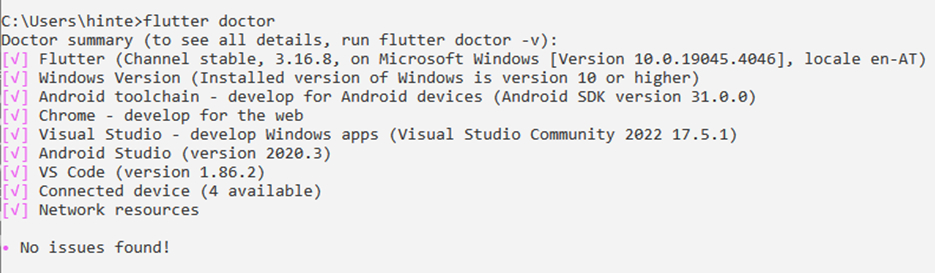 C:\Users\hinte>flutter doctor
Doctor summary (to see all details, run flutter doctor -v):
[√] Flutter (Channel stable, 3.16.8, on Microsoft Windows [Version 10.0.19045.4046], locale en-AT)
[√] Windows Version (Installed version of Windows is version 10 or higher)
[√] Android toolchain - develop for Android devices (Android SDK version 31.0.0)
[√] Chrome - develop for the web
[√] Visual Studio - develop Windows apps (Visual Studio Community 2022 17.5.1)
[√] Android Studio (version 2020.3)
[√] VS Code (version 1.86.2)
[√] Connected device (4 available)
[√] Network resources
• No issues found!